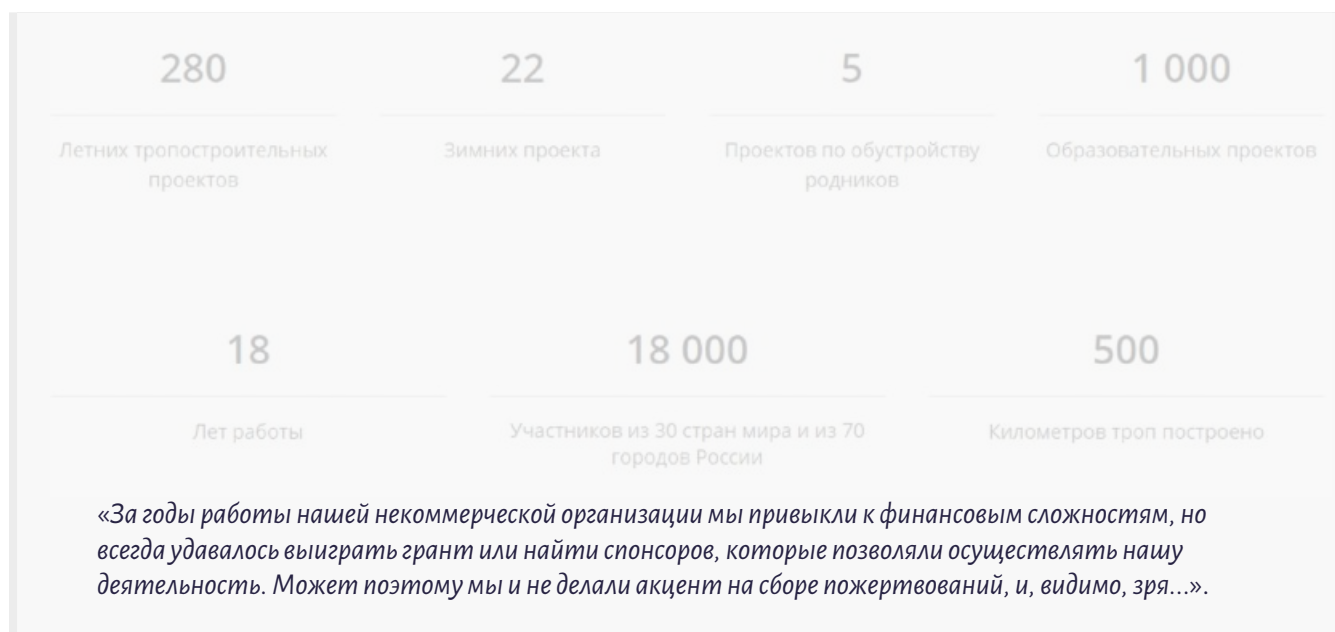 280 22 5 1 000
Летних тропостроительных Зимних проекта Проектов по обустройству Образовательных проектов
проектов родников
18 18 000 500
Лет работы Участников из 30 стран мира и из 70 Километров троп построено
городов России
«За годы работы нашей некоммерческой организации мы привыкли к финансовым сложностям, но
всегда удавалось выиграть грант или найти спонсоров, которые позволяли осуществлять нашу
деятельность. Может поэтому мы и не делали акцент на сборе пожертвований, и, видимо, зря...».